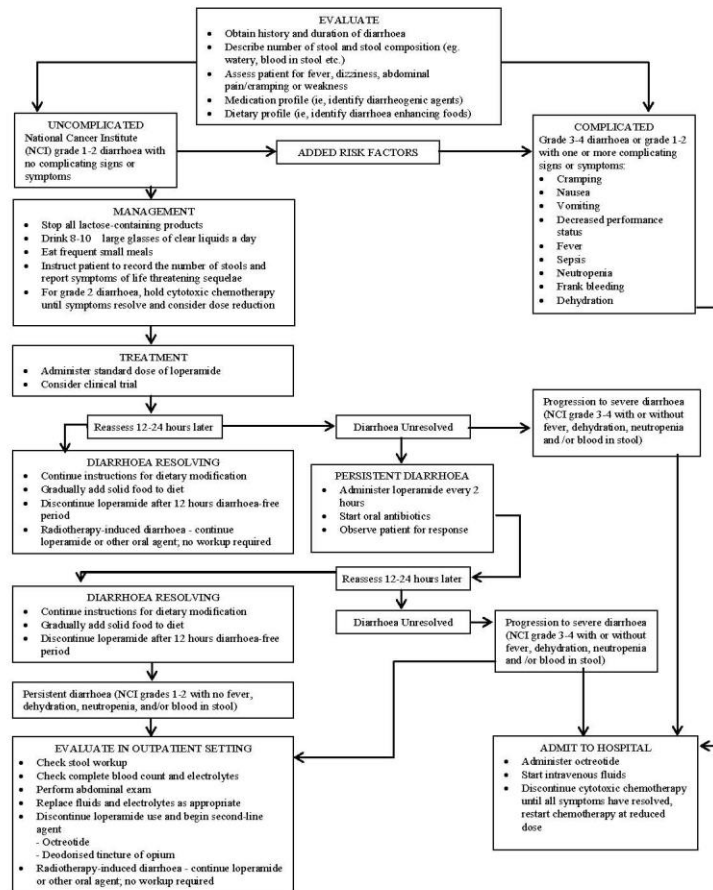 EVALUATE
• Obtain history and duration of diarrhoea
• Describe number of stool and stool composition (eg.
watery, blood in stool etc.)
• Assess patient for fever, dizziness, abdominal
pain/cramping or weakness
• Medication profile (ie, identify diarrheogenic agents)
• Dietary profile (ie, identify diarrhoea enhancing foods)
UNCOMPLICATED
National Cancer Institute
(NCI) grade 1-2 diarrhoea with
no complicating signs or
symptoms
ADDED RISK FACTORS
COMPLICATED
Grade 3-4 diarrhoea or grade 1-2
with one or more complicating
signs or symptoms:
• Cramping
• Nausea
• Vomiting
• Decreased performance
status
• Fever
• Sepsis
• Neutropenia
• Frank bleeding
• Dehydration
MANAGEMENT
• Stop all lactose-containing products
• Drink 8-10 large glasses of clear liquids a day
• Eat frequent small meals
• Instruct patient to record the number of stools and
report symptoms of life threatening sequelae
• For grade 2 diarrhoea, hold cytotoxic chemotherapy
until symptoms resolve and consider dose reduction
TREATMENT
• Administer standard dose of loperamide
• Consider clinical trial
Reassess 12-24 hours later
Diarrhoea Unresolved
Progression to severe diarrhoea
(NCI grade 3-4 with or without
fever, dehydration, neutropenia
and /or blood in stool)
DIARRHOEA RESOLVING
• Continue instructions for dietary modification
• Gradually add solid food to diet
• Discontinue loperamide after 12 hours diarrhoea-free
period
• Radiotherapy-induced diarrhoea - continue
loperamide or other oral agent; no workup required
PERSISTENT DIARRHOEA
• Administer loperamide every 2
hours
• Start oral antibiotics
• Observe patient for response
Reassess 12-24 hours later
DIARRHOEA RESOLVING
• Continue instructions for dietary modification
• Gradually add solid food to diet
• Discontinue loperamide after 12 hours diarrhoea-free
period
Diarrhoea Unresolved
Progression to severe diarrhoea
(NCI grade 3-4 with or without
fever, dehydration, neutropenia
and /or blood in stool)
Persistent diarrhoea (NCI grades 1-2 with no fever,
dehydration, neutropenia, and/or blood in stool)
EVALUATE IN OUTPATIENT SETTING
• Check stool workup
• Check complete blood count and electrolytes
• Perform abdominal exam
• Replace fluids and electrolytes as appropriate
• Discontinue loperamide use and begin second-line
agent
- Octreotide
- Deodorised tincture of opium
• Radiotherapy-induced diarrhoea - continue loperamide
or other oral agent; no workup required
ADMIT TO HOSPITAL
• Administer octreotide
• Start intravenous fluids
• Discontinue cytotoxic chemotherapy
until all symptoms have resolved,
restart chemotherapy at reduced
dose